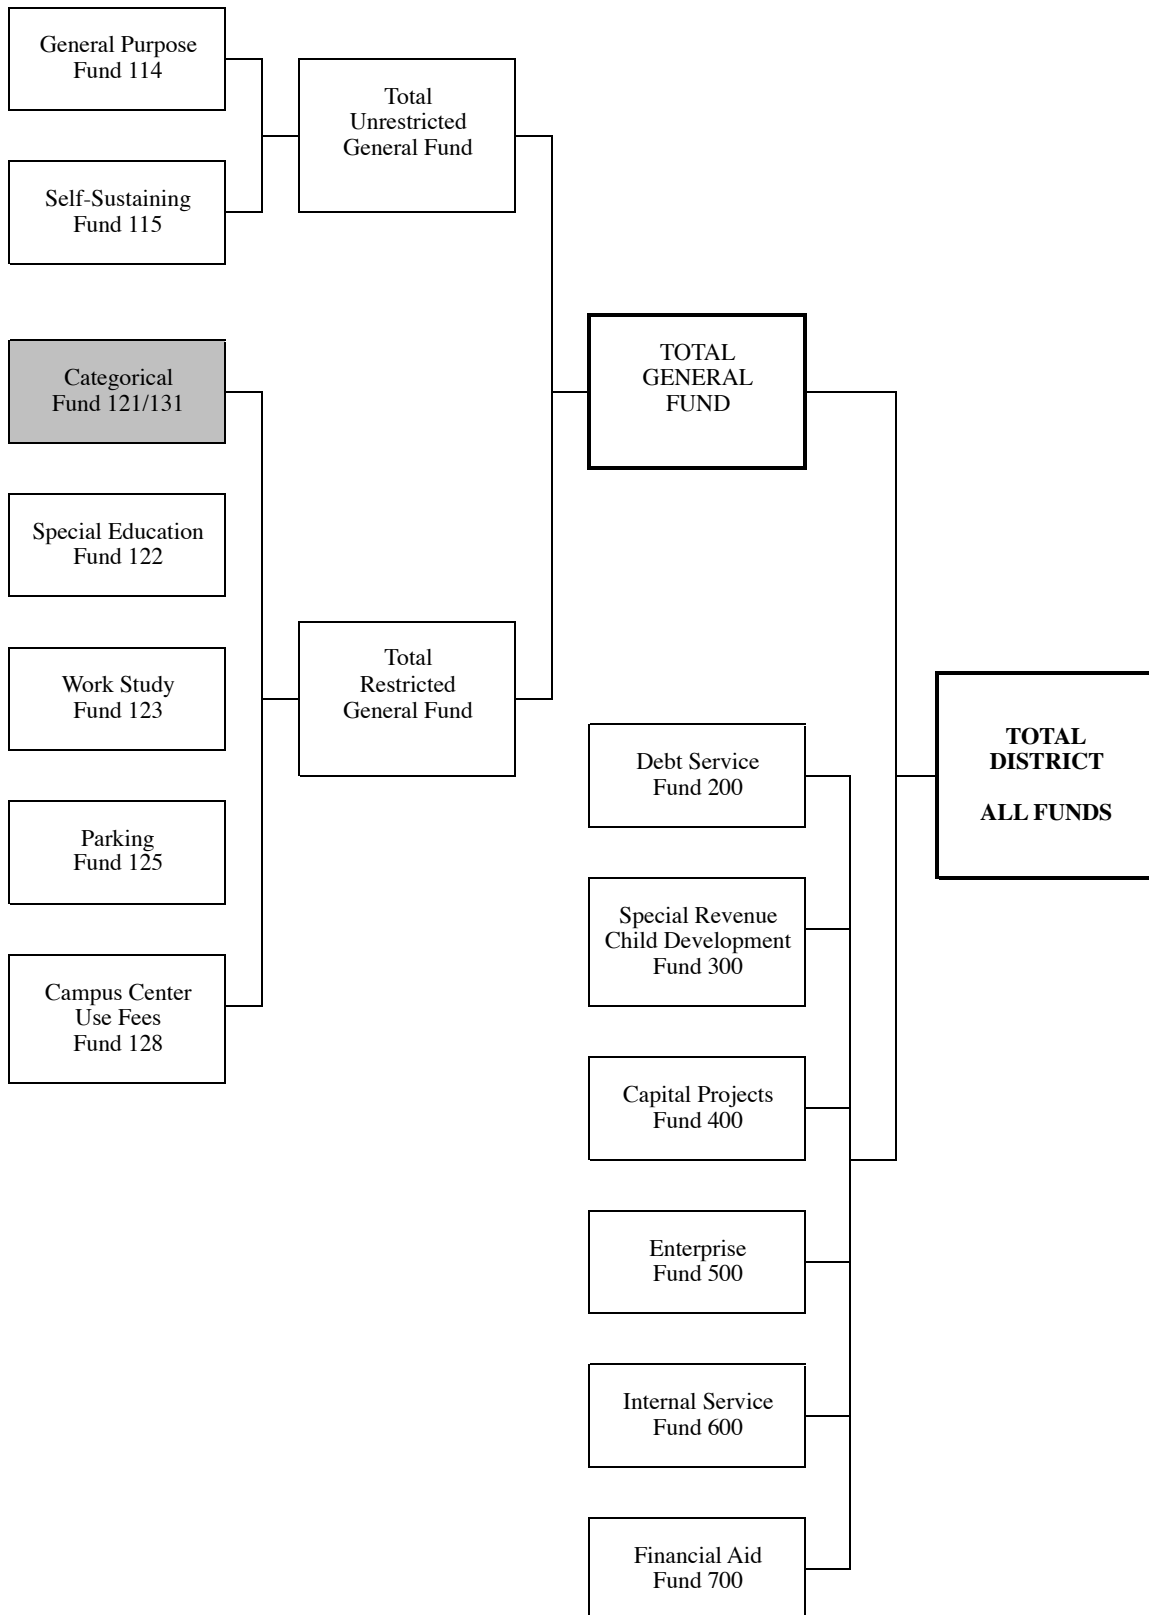 General Purpose
Fund 114
Self-Sustaining
Fund 115
Categorical
Fund 121/131
Special Education
Fund 122
Work Study
Fund 123
Parking
Fund 125
Campus Center
Use Fees
Fund 128
Total
Unrestricted
General Fund
Total
Restricted
General Fund
TOTAL
GENERAL
FUND
Debt Service
Fund 200
Special Revenue
Child Development
Fund 300
Capital Projects
Fund 400
Enterprise
Fund 500
Internal Service
Fund 600
Financial Aid
Fund 700
TOTAL
DISTRICT
ALL FUNDS